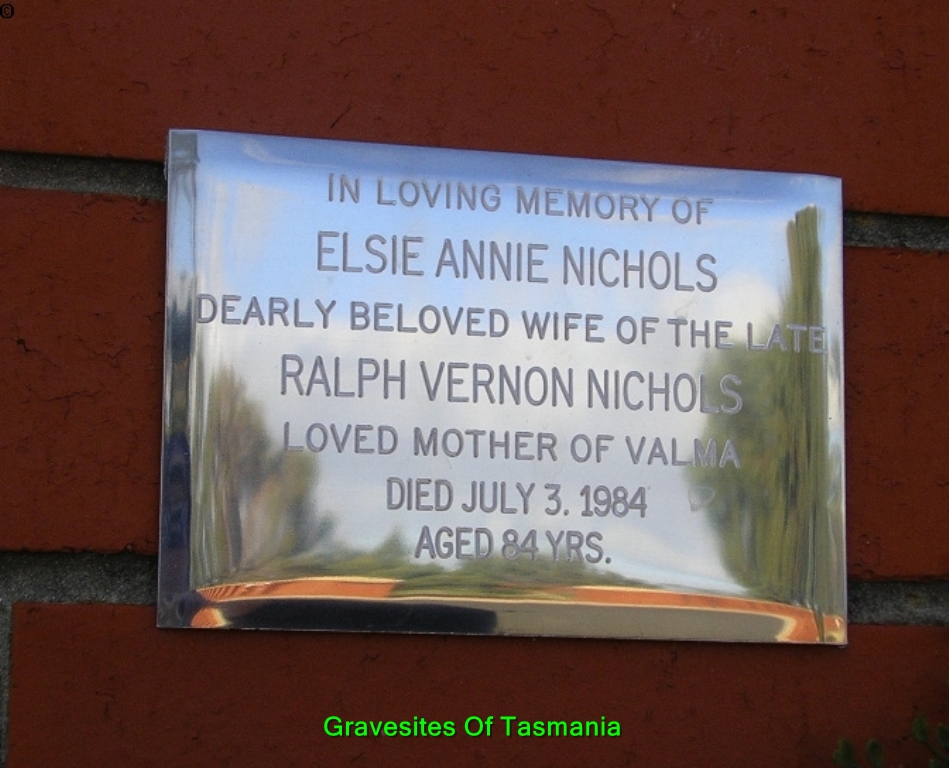 ©
IN LOVING MEMORY OF
ELSIE ANNIE NICHOLS
DEARLY BELOVED WIFE OF THE LATE
RALPH VERNON NICHOLS
LOVED MOTHER OF VALMA
DIED JULY 3. 1984
AGED 84 YRS.
Gravesites Of Tasmania